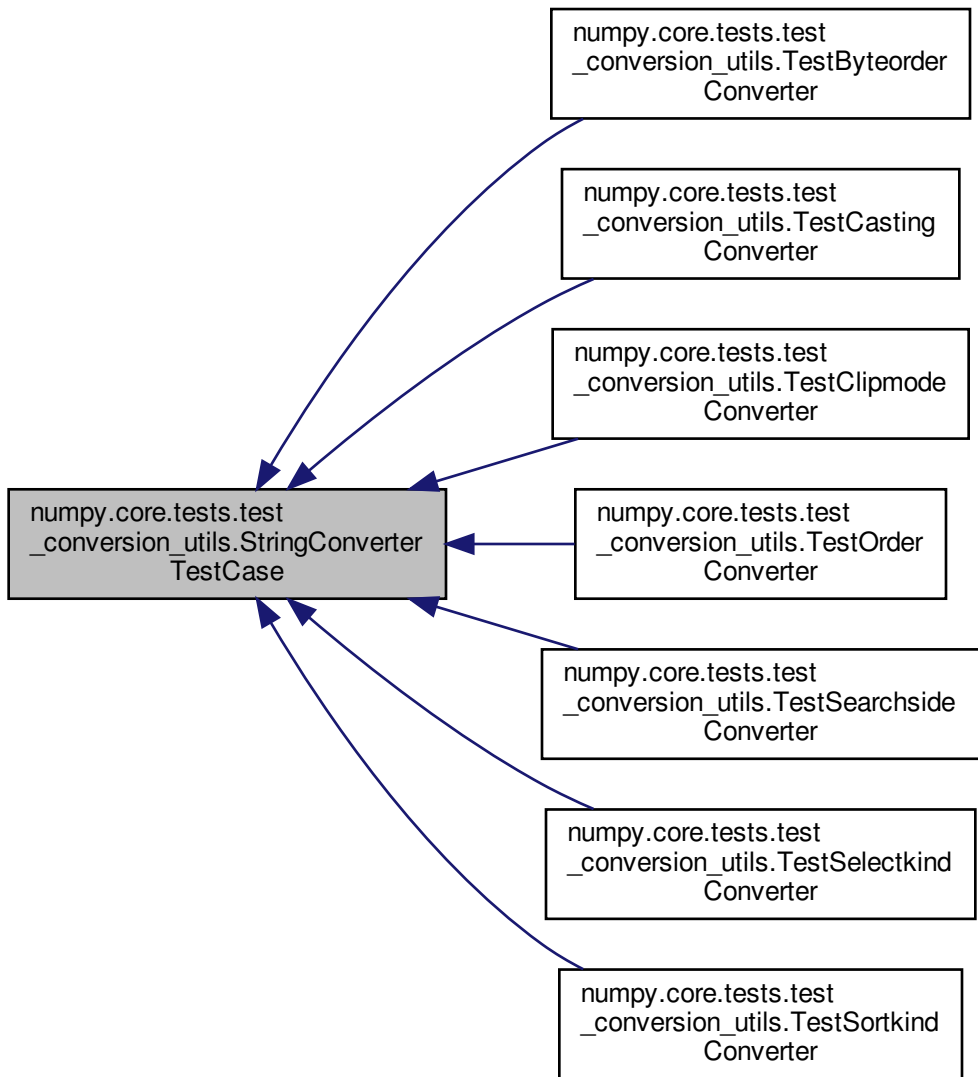 numpy.core.tests.test
_conversion_utils.TestByteorder
Converter
numpy.core.tests.test
_conversion_utils.TestCasting
Converter
numpy.core.tests.test
_conversion_utils.TestClipmode
Converter
numpy.core.tests.test
_conversion_utils.StringConverter
TestCase
numpy.core.tests.test
_conversion_utils.TestOrder
Converter
numpy.core.tests.test
_conversion_utils.TestSearchside
Converter
numpy.core.tests.test
_conversion_utils.TestSelectkind
Converter
numpy.core.tests.test
_conversion_utils.TestSortkind
Converter